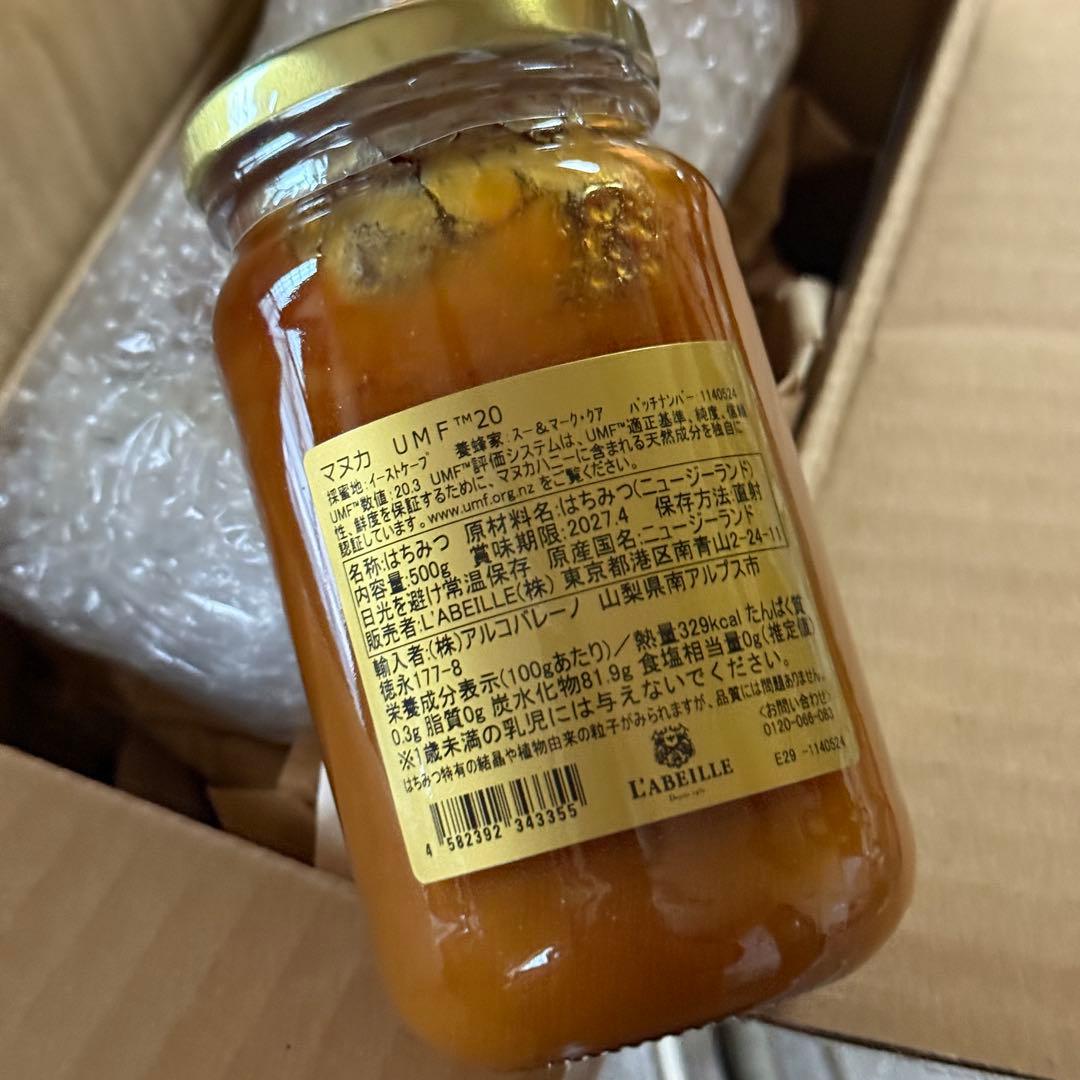 マヌカ UMF™20
採蜜地:イーストケープ 養蜂家:スー&マーク・クア バッチナンバー 1140524
UMF™数値:20.3 UMF™評価システムは、UMF™適正基準、純度、信頼
性、鮮度を保証するために、マヌカハニーに含まれる天然成分を独自に
認証しています。www.umf.org.nz をご覧ください。
名称:はちみつ 原材料名:はちみつ(ニュージーランド)
内容量:500g 賞味期限:2027.4 保存方法:直射
日光を避け常温保存 原産国名:ニュージーランド
販売者:L'ABEILLE(株) 東京都港区南青山2-24-11
輸入者:(株)アルコバレーノ 山梨県南アルプス市
徳永177-8
栄養成分表示(100gあたり)/ 熱量329kcal たんぱく質
0.3g 脂質0g 炭水化物81.9g 食塩相当量0g(推定値)
※1歳未満の乳児には与えないでください。
はちみつ特有の結晶や植物由来の粒子がみられますが、品質には問題ありません。
<お問い合わせ>
0120-066-083
L'ABEILLE
Depuis
E29 -1140524
4 582392 343355